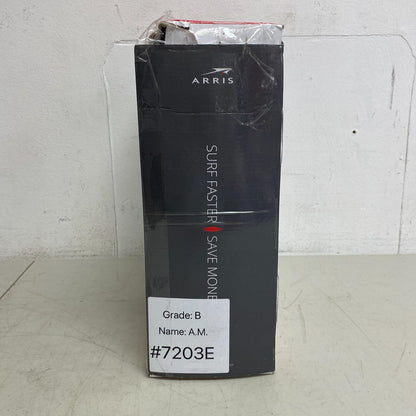 ARRIS
SURF FASTER SAVE MONE
Grade: B
Name: A.M.
#7203E